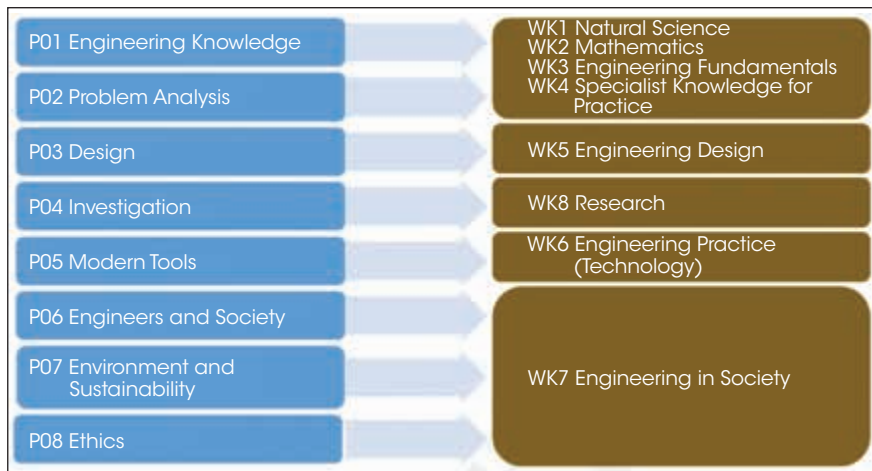 P01 Engineering Knowledge
P02 Problem Analysis
P03 Design
P04 Investigation
P05 Modern Tools
P06 Engineers and Society
P07 Environment and
Sustainability
P08 Ethics
WK1 Natural Science
WK2 Mathematics
WK3 Engineering Fundamentals
WK4 Specialist Knowledge for
Practice
WK5 Engineering Design
WK8 Research
WK6 Engineering Practice
(Technology)
WK7 Engineering in Society